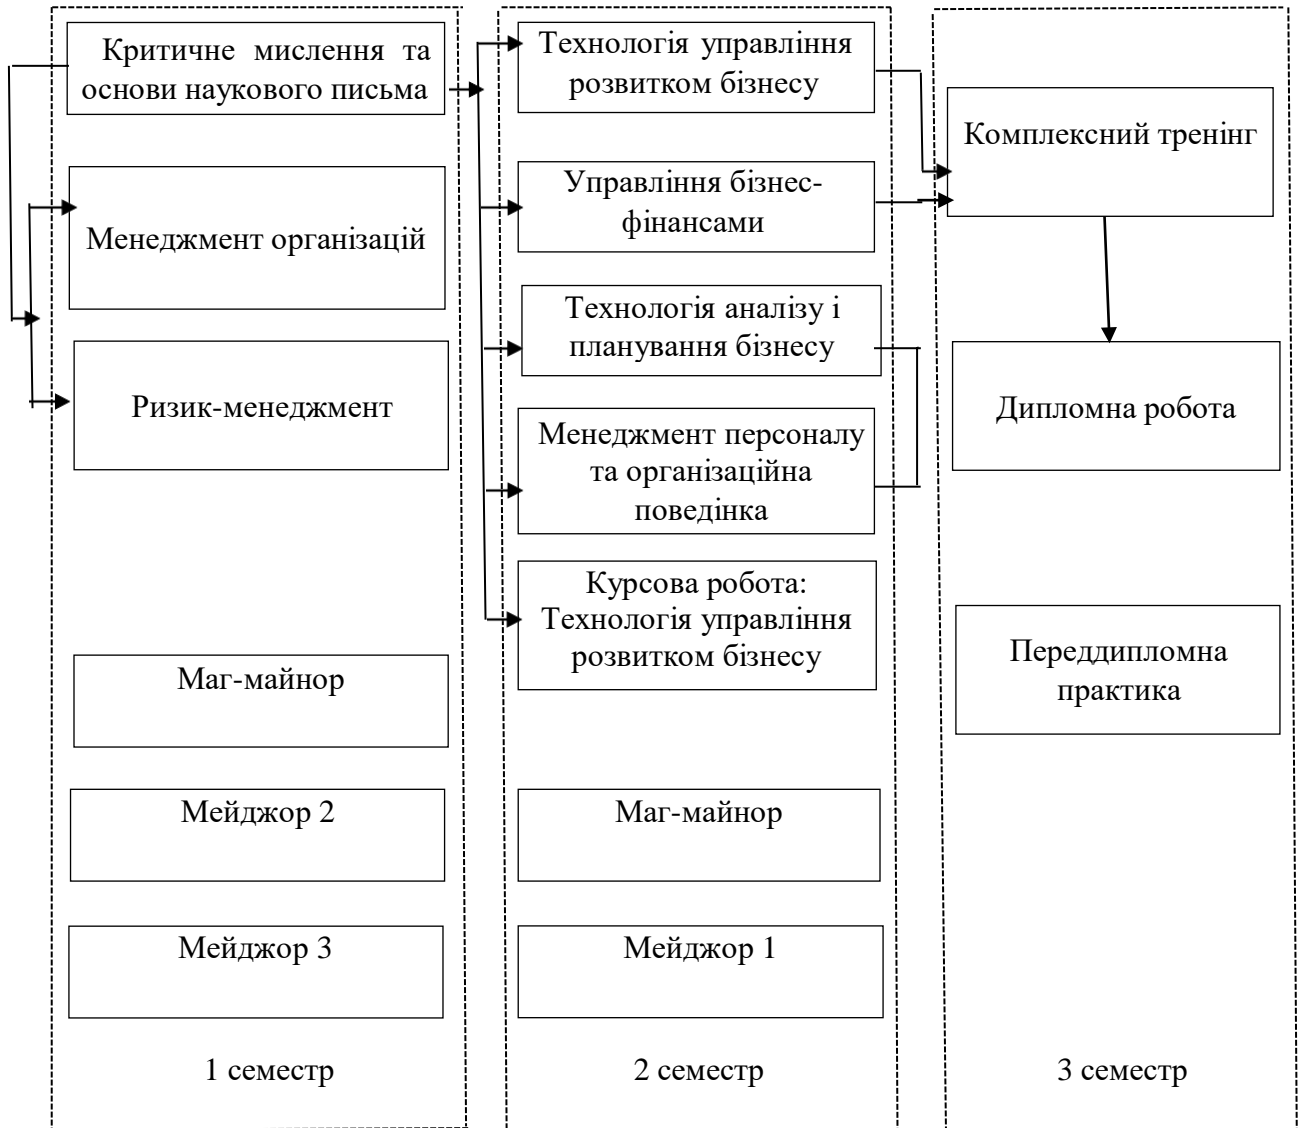 Критичне мислення та
основи наукового письма
Менеджмент організацій
Ризик-менеджмент
Маг-майнор
Мейджор 2
Мейджор 3
1 семестр
Технологія управління
розвитком бізнесу
Управління бізнес-
фінансами
Технологія аналізу і
планування бізнесу
Менеджмент персоналу
та організаційна
поведінка
Курсова робота:
Технологія управління
розвитком бізнесу
Маг-майнор
Мейджор 1
2 семестр
Комплексний тренінг
Дипломна робота
Переддипломна
практика
3 семестр